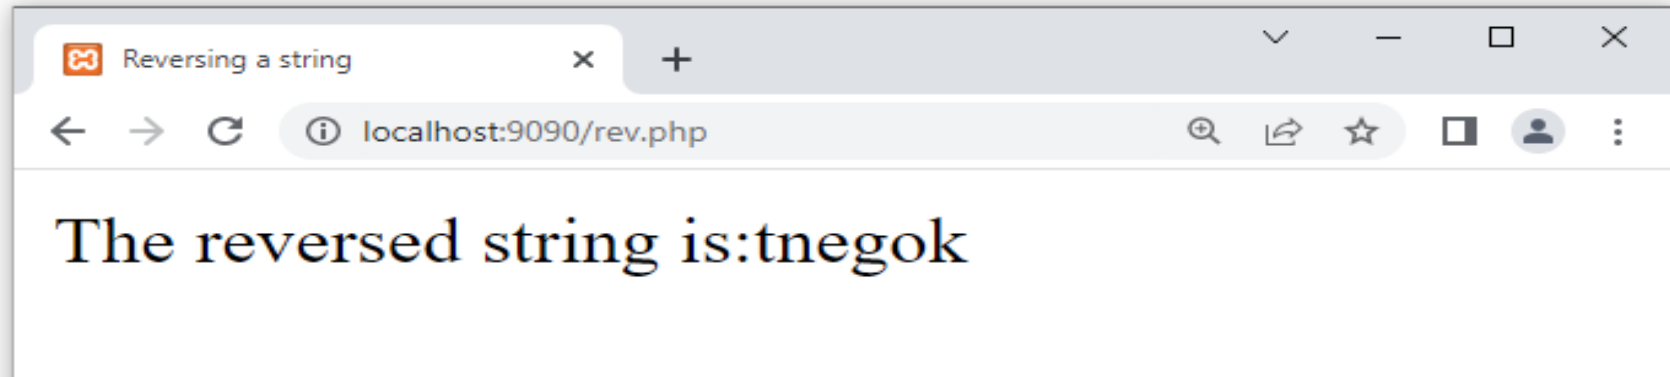 Reversing a string
localhost:9090/rev.php
The reversed string is:tnegok